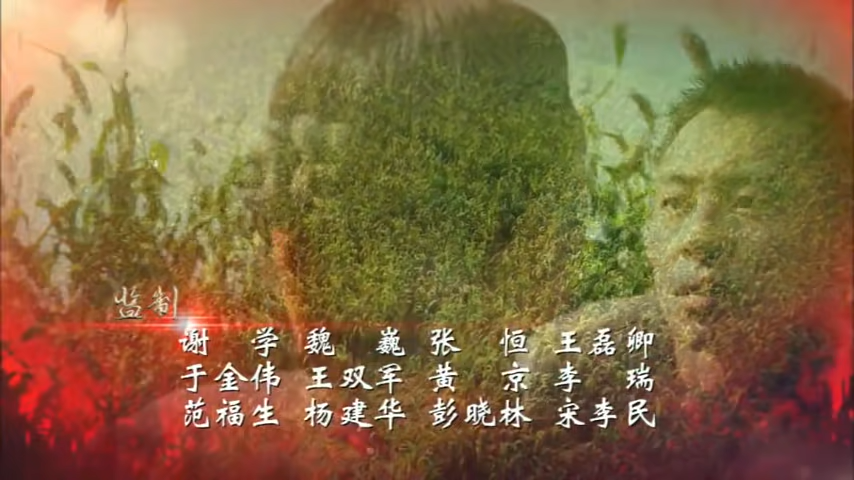 监制
谢学 魏巍 张恒 王磊卿
于金伟 王双军 黄京 李瑞
范福生 杨建华 彭晓林 宋李民